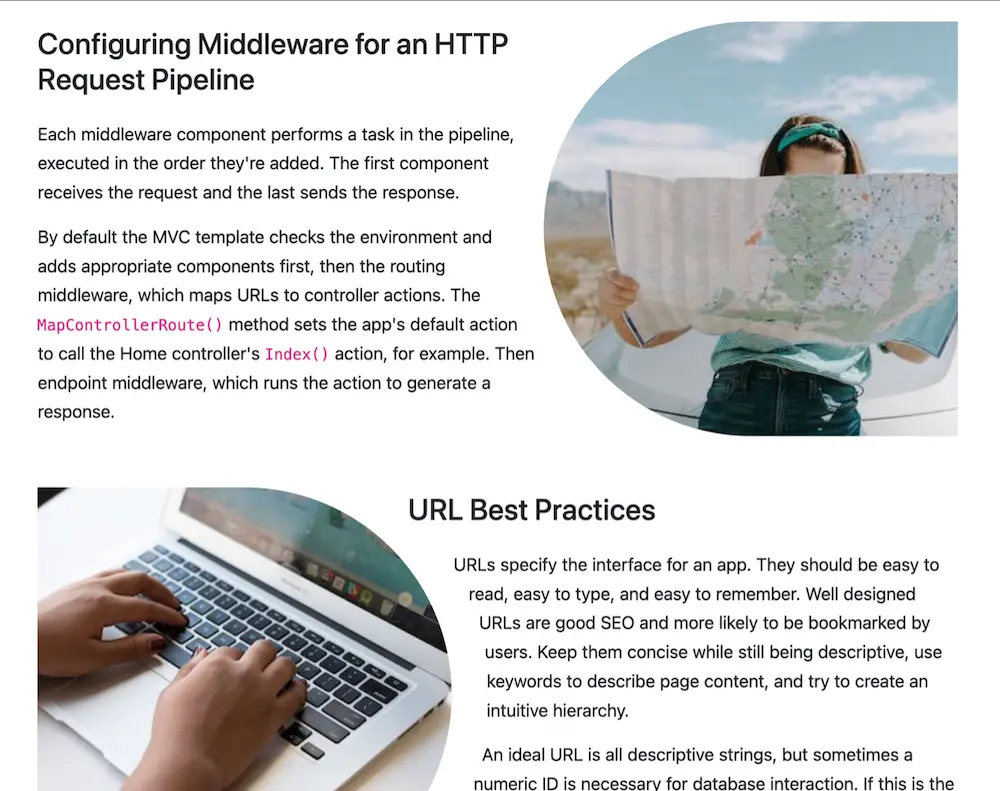 Configuring Middleware for an HTTP
Request Pipeline
Each middleware component performs a task in the pipeline,
executed in the order they're added. The first component
receives the request and the last sends the response.
By default the MVC template checks the environment and
adds appropriate components first, then the routing
middleware, which maps URLs to controller actions. The
MapControllerRoute() method sets the app's default action
to call the Home controller's Index() action, for example. Then
endpoint middleware, which runs the action to generate a
response.
URL Best Practices
URLs specify the interface for an app. They should be easy to
read, easy to type, and easy to remember. Well designed
URLs are good SEO and more likely to be bookmarked by
users. Keep them concise while still being descriptive, use
keywords to describe page content, and try to create an
intuitive hierarchy.
An ideal URL is all descriptive strings, but sometimes a
numeric ID is necessary for database interaction. If this is the